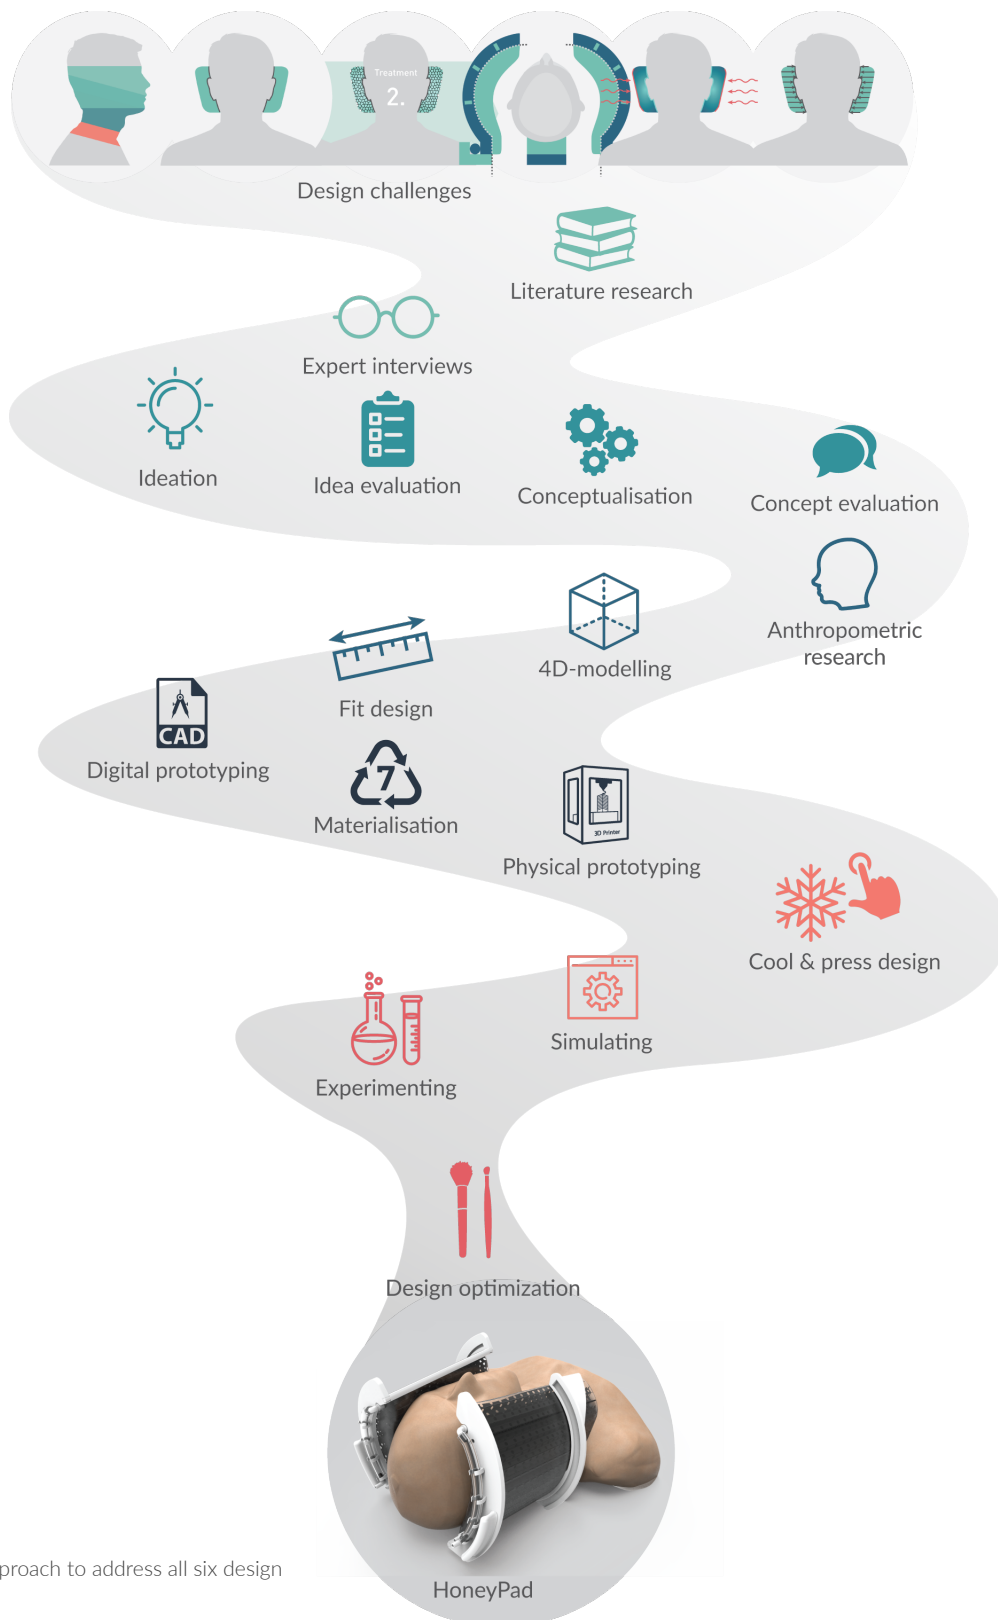 Treatment
2.
Design challenges
Literature research
Expert interviews
Ideation
Idea evaluation
Conceptualisation
Concept evaluation
Anthropometric
research
4D-modelling
Fit design
CAD
Digital prototyping
7
Materialisation
3D Printer
Physical prototyping
Cool & press design
Simulating
Experimenting
Design optimization
proach to address all six design
HoneyPad